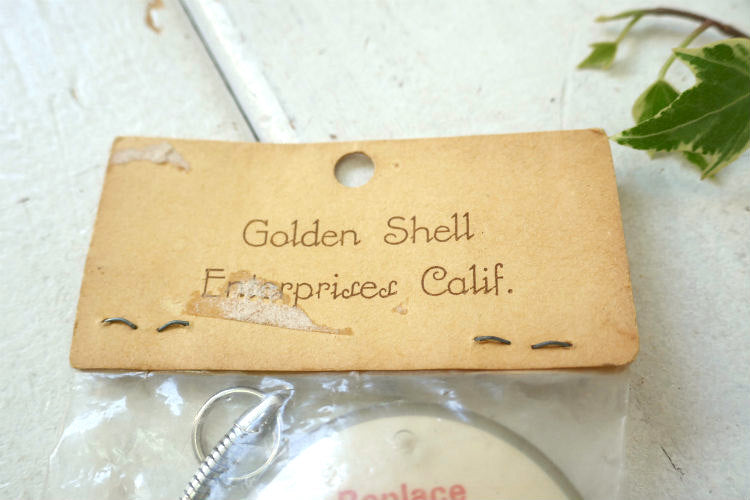 Golden Shell
Enterprises Calif.
Replace